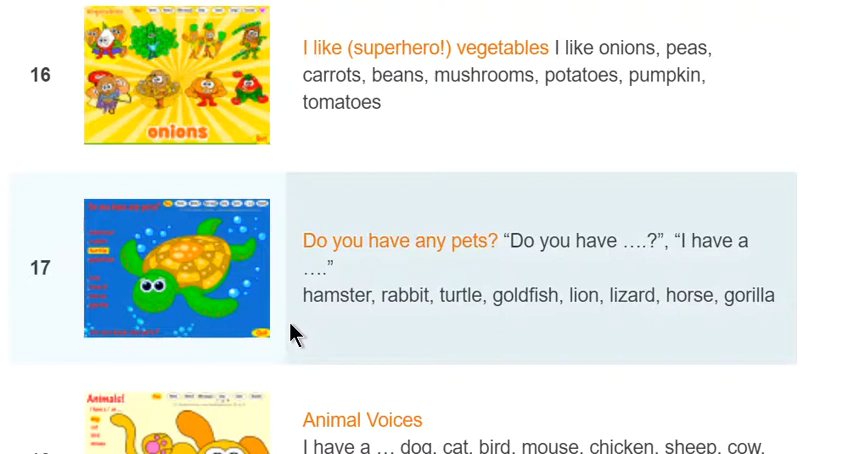 16
I like (superhero!) vegetables I like onions, peas,
carrots, beans, mushrooms, potatoes, pumpkin,
tomatoes
onions
17
Do you have any pets? “Do you have ….?”, “I have a
….”
hamster, rabbit, turtle, goldfish, lion, lizard, horse, gorilla
Animals!
Animal Voices
I have a … dog, cat, bird, mouse, chicken, sheep, cow,